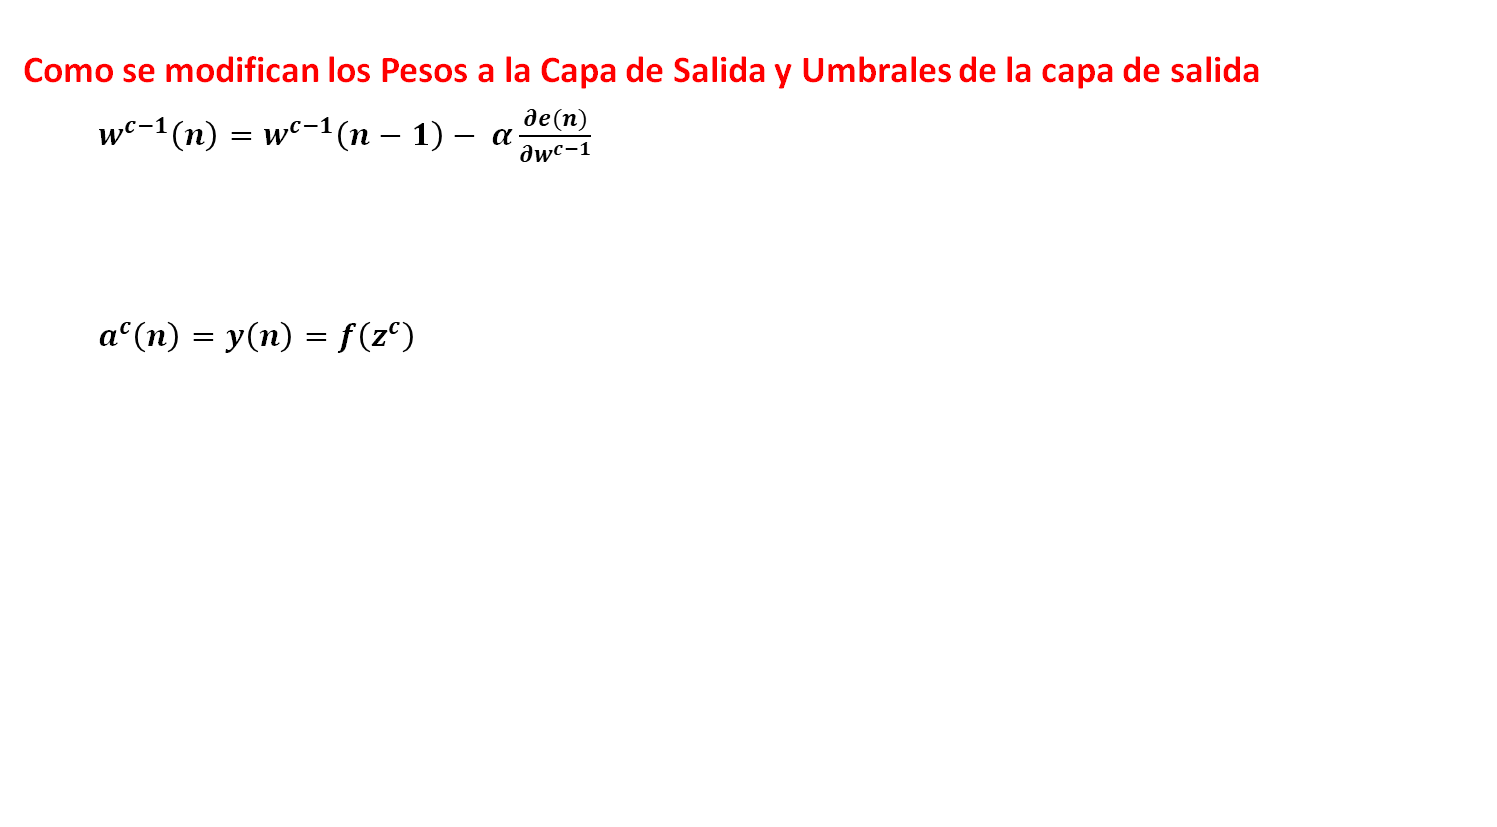 Como se modifican los Pesos a la Capa de Salida y Umbrales de la capa de salida
w^{c−1}(n) = w^{c−1}(n − 1) − α ∂e(n)/∂w^{c−1}
a^c(n) = y(n) = f(z^c)